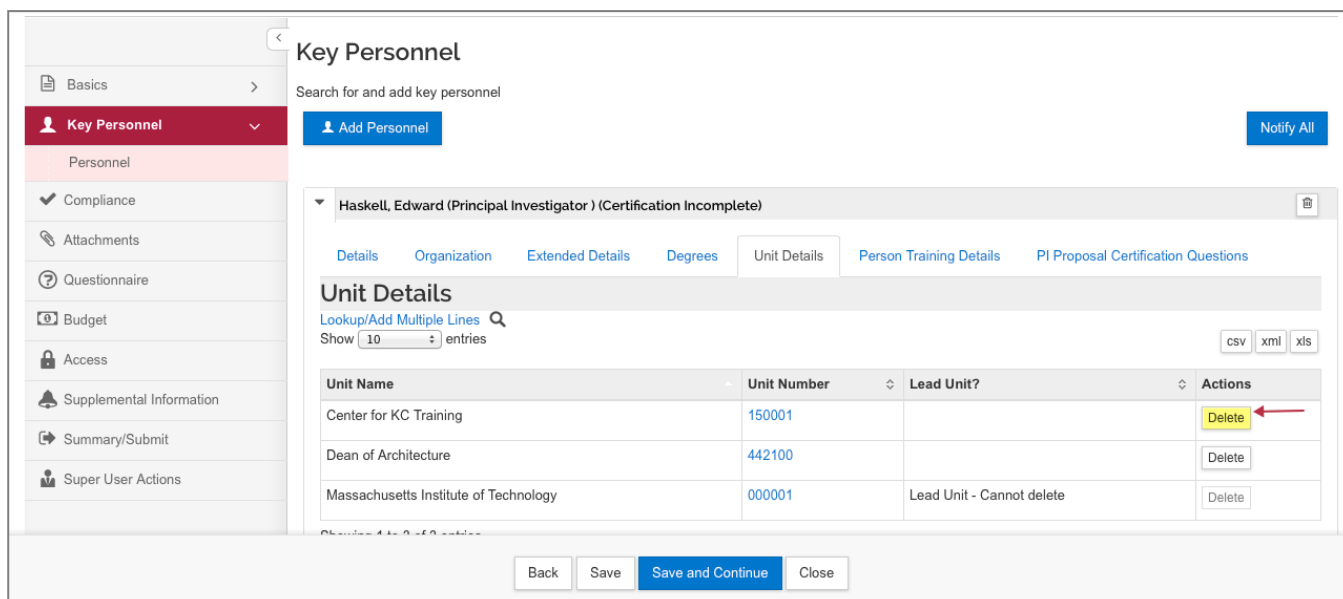 Key Personnel
Basics
Search for and add key personnel
Key Personnel
Add Personnel
Notify All
Personnel
Compliance
Haskell, Edward (Principal Investigator ) (Certification Incomplete)
Attachments
Details Organization Extended Details Degrees Unit Details Person Training Details PI Proposal Certification Questions
Questionnaire
Unit Details
Budget
Lookup/Add Multiple Lines
Show 10 entries
csv xml xls
Access
Unit Name Unit Number Lead Unit? Actions
Supplemental Information
Center for KC Training 150001 Delete
Summary/Submit
Dean of Architecture 442100 Delete
Super User Actions
Massachusetts Institute of Technology 000001 Lead Unit - Cannot delete Delete
Back Save Save and Continue Close